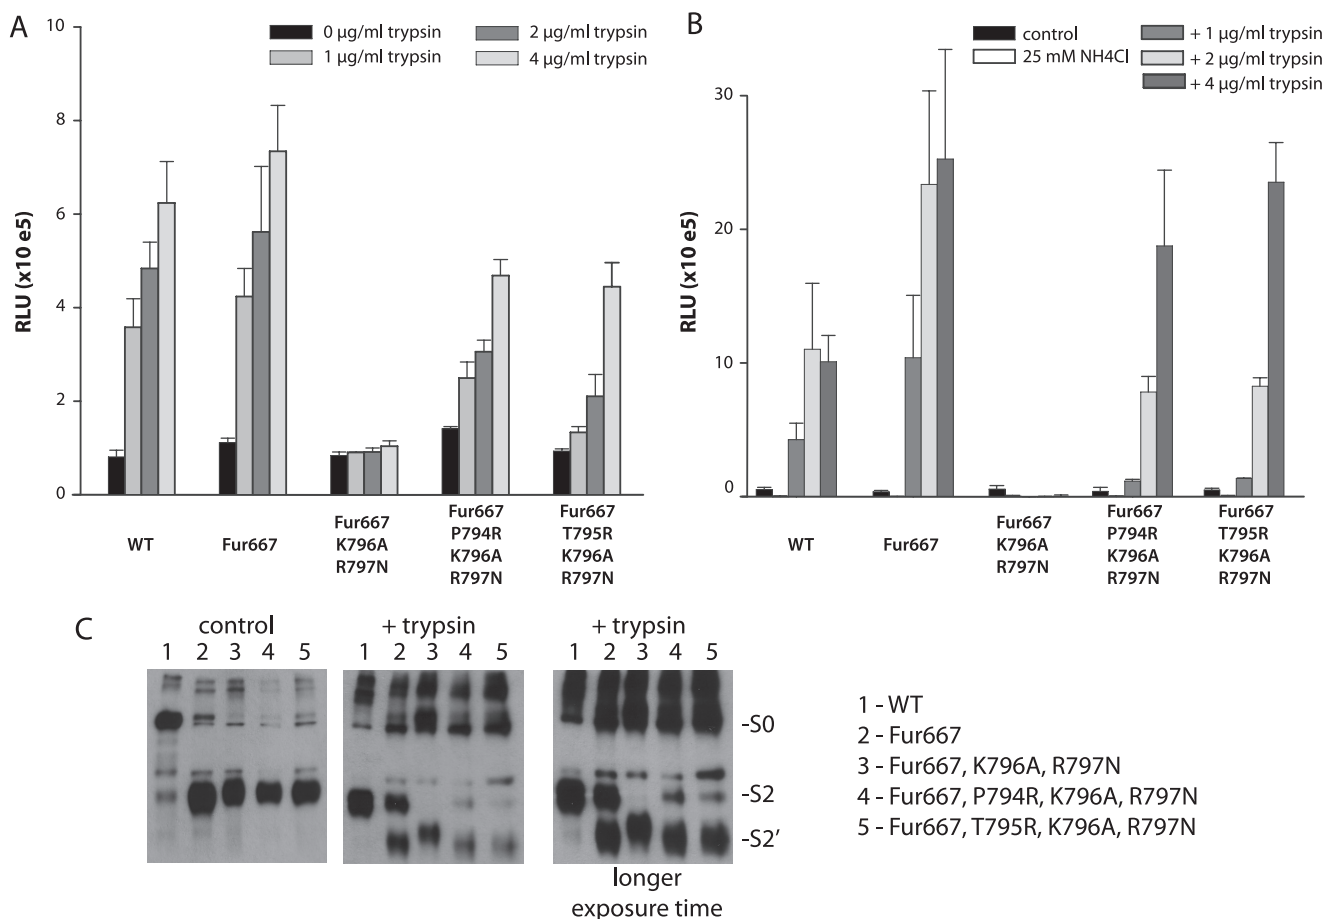 A
10
8
6
4
2
0
RLU (x10 e5)
0 μg/ml trypsin
1 μg/ml trypsin
2 μg/ml trypsin
4 μg/ml trypsin
WT
Fur667
Fur667
K796A
R797N
Fur667
P794R
K796A
R797N
Fur667
T795R
K796A
R797N
B
30
20
10
0
RLU (x10 e5)
control
25 mM NH4Cl
+ 1 μg/ml trypsin
+ 2 μg/ml trypsin
+ 4 μg/ml trypsin
WT
Fur667
Fur667
K796A
R797N
Fur667
P794R
K796A
R797N
Fur667
T795R
K796A
R797N
C
control
1 2 3 4 5
+ trypsin
1 2 3 4 5
+ trypsin
1 2 3 4 5
-S0
-S2
-S2'
longer
exposure time
1 - WT
2 - Fur667
3 - Fur667, K796A, R797N
4 - Fur667, P794R, K796A, R797N
5 - Fur667, T795R, K796A, R797N